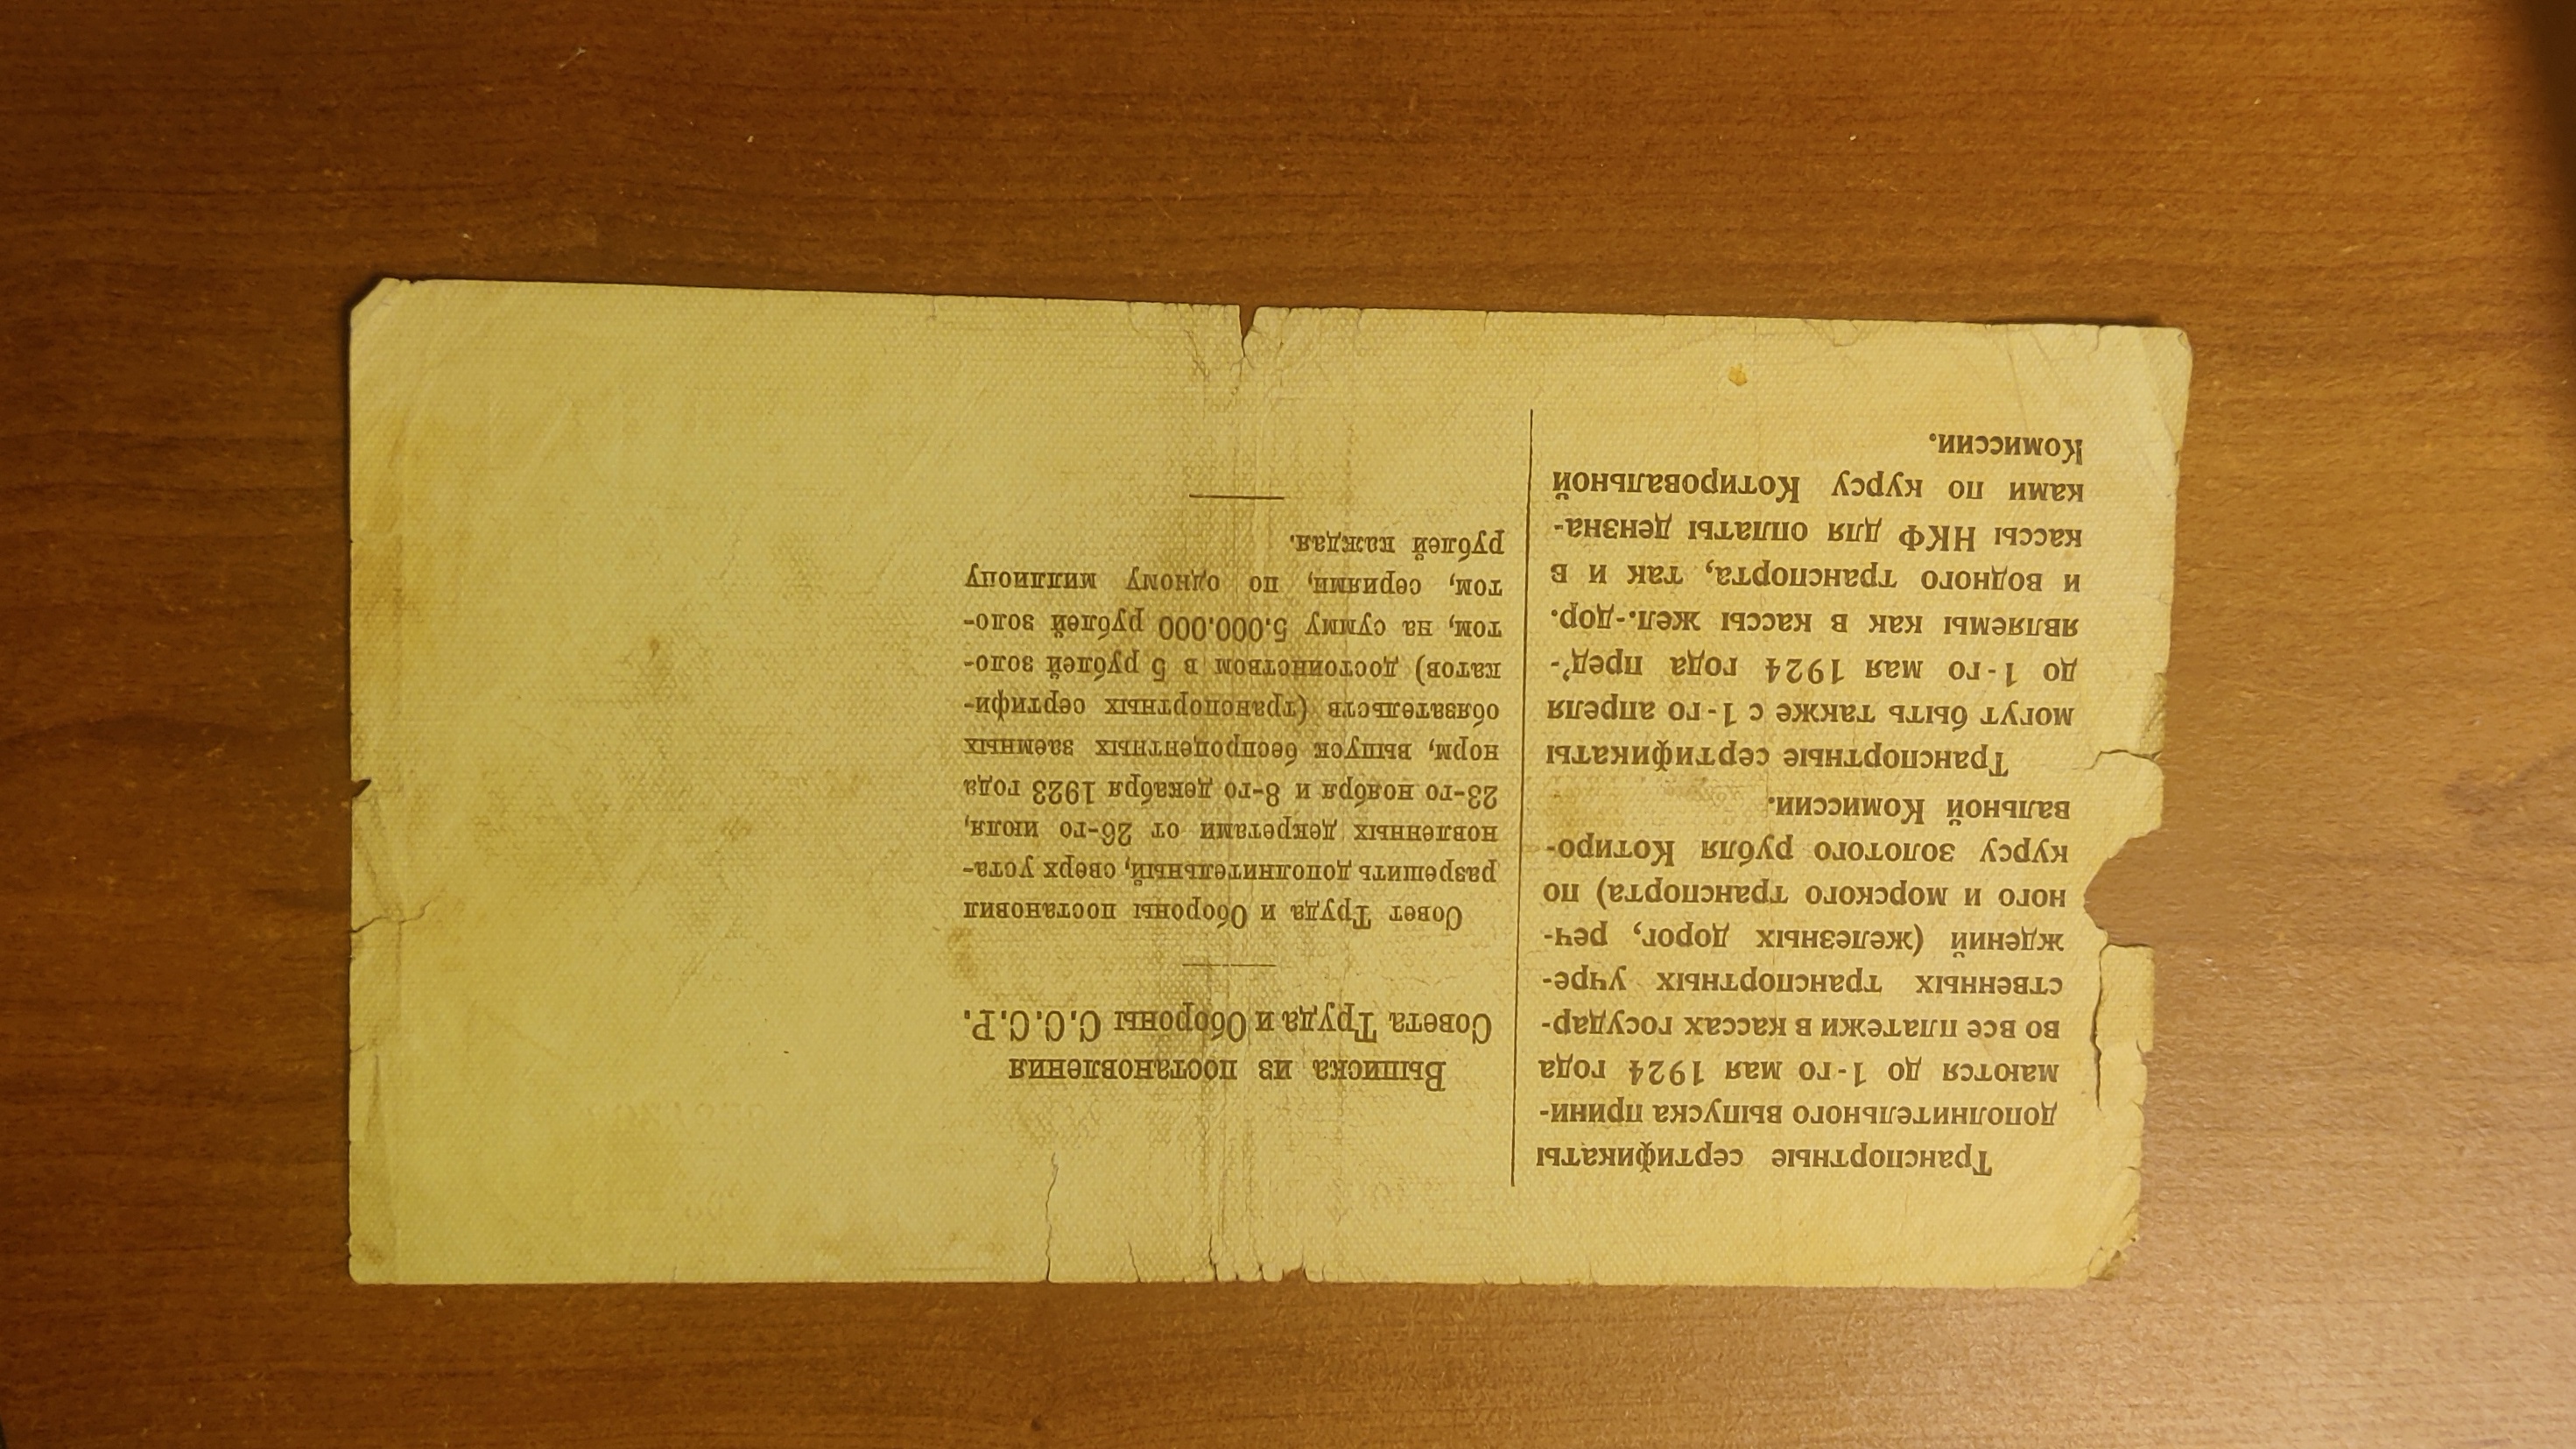 Транспортные сертификаты
дополнительного выпуска прини-
маются до 1-го мая 1924 года
во все платежи в кассах государ-
ственных транспортных учре-
ждений (железных дорог, реч-
ного и морского транспорта) по
курсу золотого рубля Котиро-
вальной Комиссии.
Транспортные сертификаты
могут быть также с 1-го апреля
до 1-го мая 1924 года пред’-
являемы как в кассы жел.-дор.
и водного транспорта, так и в
кассы НКФ для оплаты дензна-
ками по курсу Котировальной
Комиссии.
Выписка из постановления
Совета Труда и Обороны С.С.С.Р.
Совет Труда и Обороны постановил
разрешить дополнительный, сверх уста-
новленных декретами от 26-го июля,
23-го ноября и 8-го декабря 1923 года
норм, выпуск беспроцентных заемных
обязательств (транспортных сертифи-
катов) достоинством в 5 рублей золо-
том, на сумму 5.000.000 рублей золо-
том, сериями, по одному миллиону
рублей каждая.